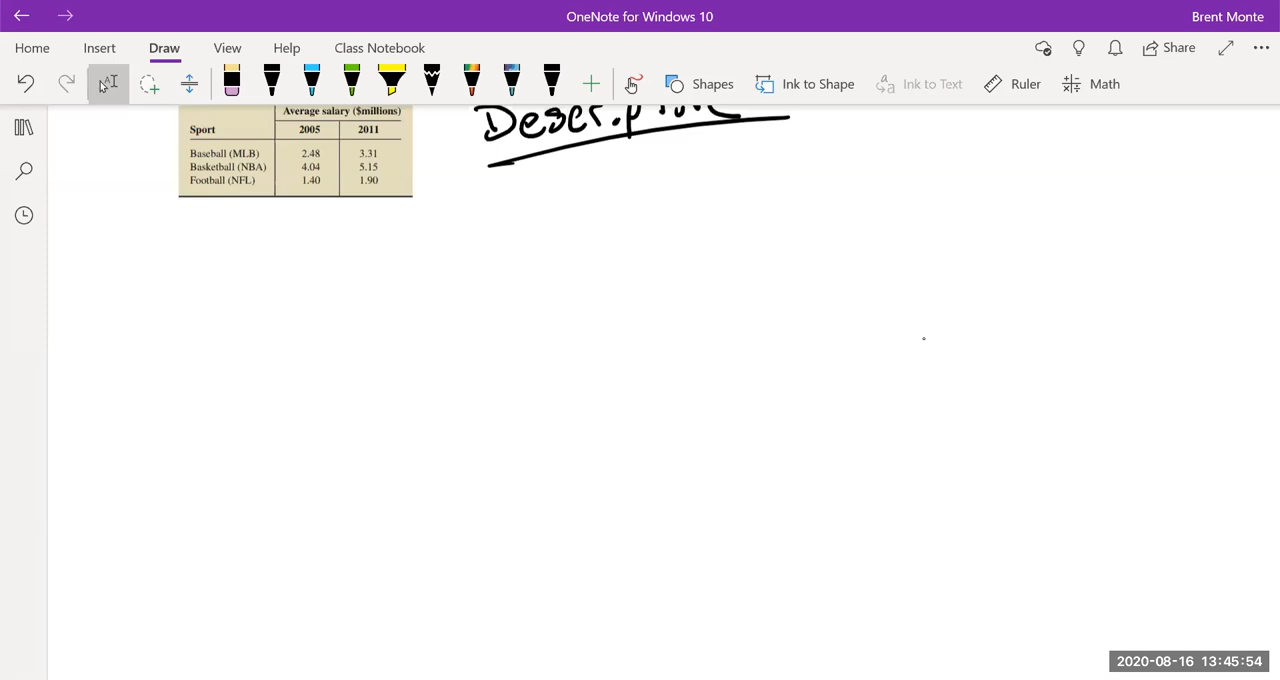 OneNote for Windows 10
Brent Monte
Home Insert Draw View Help Class Notebook
Share
Shapes Ink to Shape Ink to Text Ruler Math
Average salary ($millions)
Sport 2005 2011
Baseball (MLB) 2.48 3.31
Basketball (NBA) 4.04 5.15
Football (NFL) 1.40 1.90
2020-08-16 13:45:54